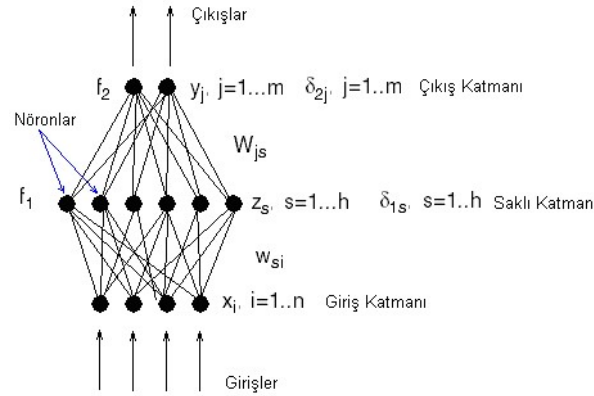 Çıkışlar
f2 yj, j=1...m δ2j, j=1..m Çıkış Katmanı
Nöronlar
Wjs
f1 zs, s=1...h δ1s, s=1..h Saklı Katman
wsi
xi, i=1..n Giriş Katmanı
Girişler